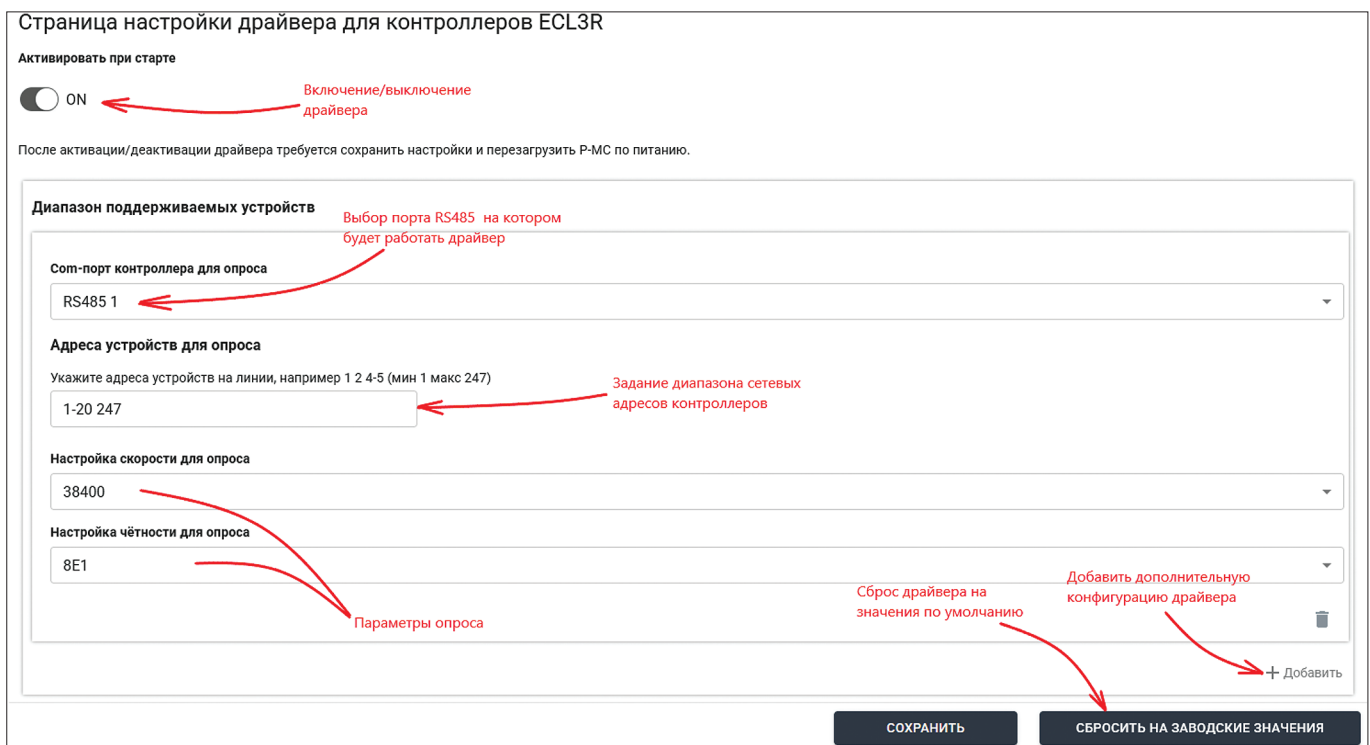 Страница настройки драйвера для контроллеров ECL3R
Активировать при старте
ON
Включение/выключение
драйвера
После активации/деактивации драйвера требуется сохранить настройки и перезагрузить Р-МС по питанию.
Диапазон поддерживаемых устройств
Выбор порта RS485 на котором
будет работать драйвер
Com-порт контроллера для опроса
RS485 1
Адреса устройств для опроса
Укажите адреса устройств на линии, например 1 2 4-5 (мин 1 макс 247)
1-20 247
Задание диапазона сетевых
адресов контроллеров
Настройка скорости для опроса
38400
Настройка чётности для опроса
8E1
Параметры опроса
Сброс драйвера на
значения по умолчанию
Добавить дополнительную
конфигурацию драйвера
+ Добавить
СОХРАНИТЬ
СБРОСИТЬ НА ЗАВОДСКИЕ ЗНАЧЕНИЯ